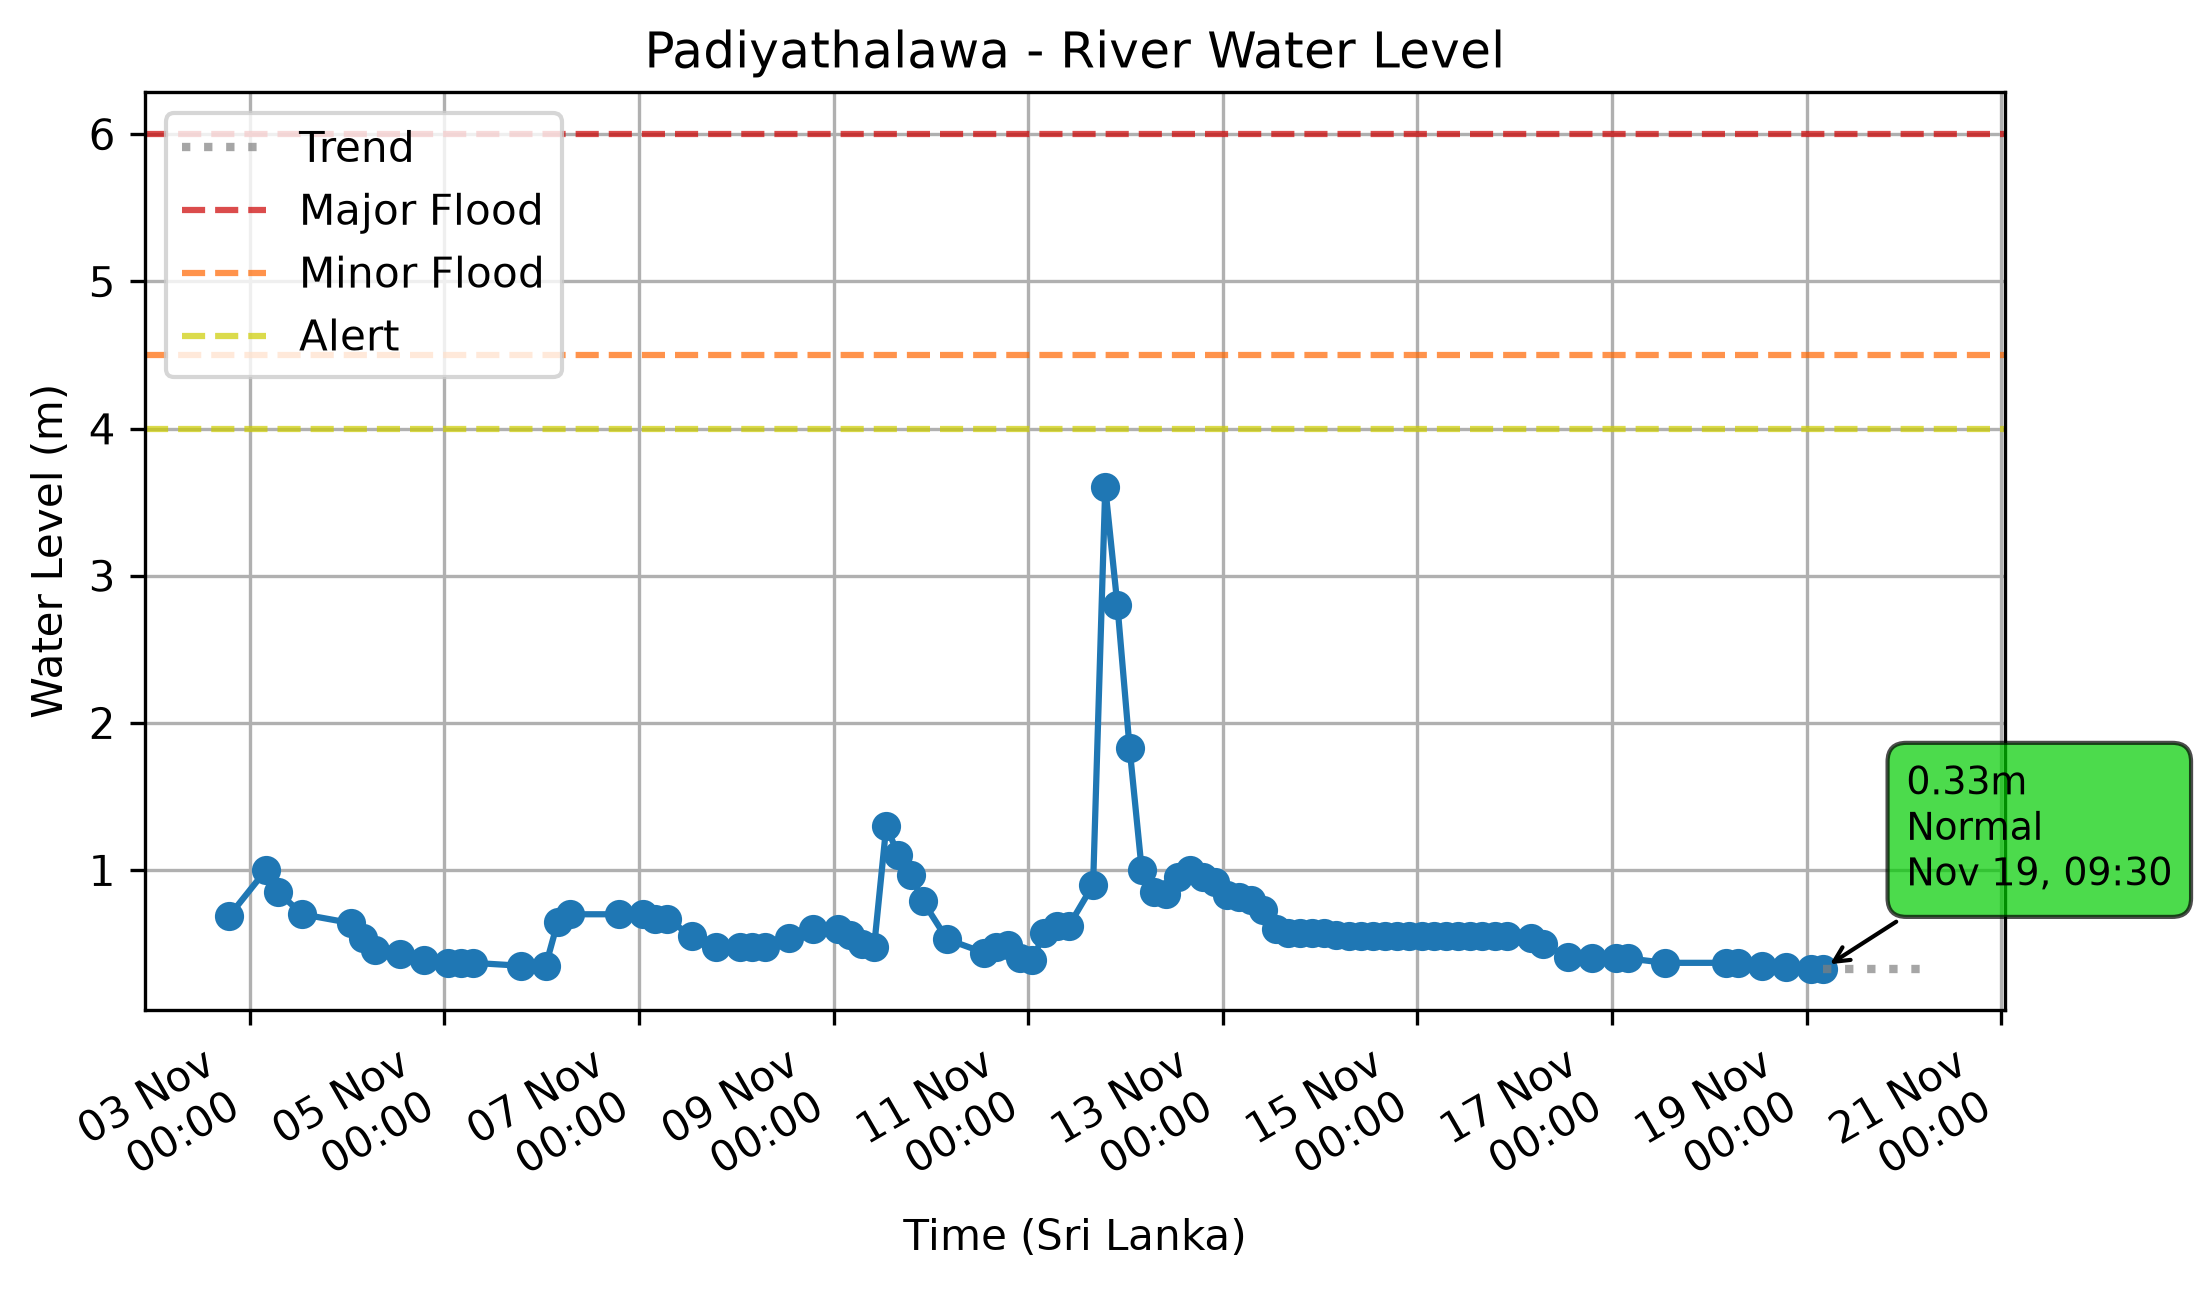 Padiyathalawa - River Water Level
Trend
Major Flood
Minor Flood
Alert
6
5
4
3
2
1
Water Level (m)
0.33m
Normal
Nov 19, 09:30
03 Nov
00:00
05 Nov
00:00
07 Nov
00:00
09 Nov
00:00
11 Nov
00:00
13 Nov
00:00
15 Nov
00:00
17 Nov
00:00
19 Nov
00:00
21 Nov
00:00
Time (Sri Lanka)